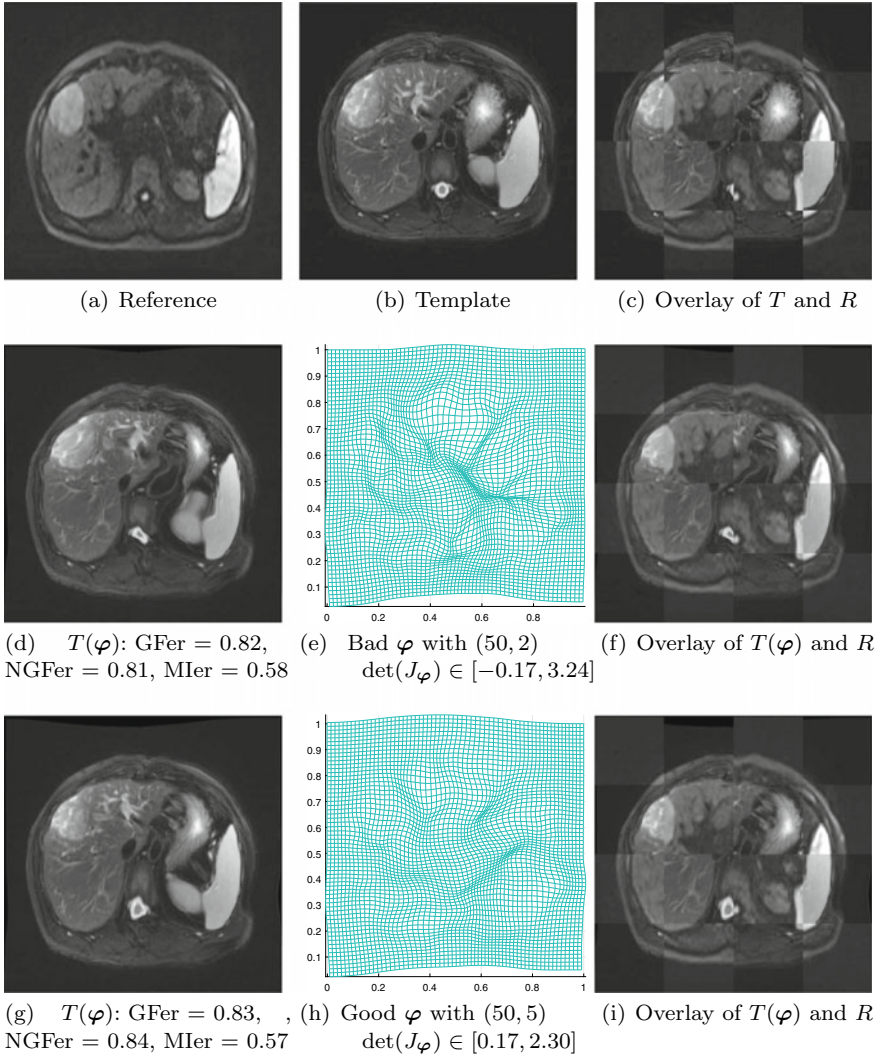 (a) Reference
(b) Template
(c) Overlay of T and R
1
0.9
0.8
0.7
0.6
0.5
0.4
0.3
0.2
0.1
0 0.2 0.4 0.6 0.8
(d) T(φ): GFer = 0.82,
NGFer = 0.81, MIer = 0.58
(e) Bad φ with (50, 2)
det(Jφ) ∈ [−0.17, 3.24]
(f) Overlay of T(φ) and R
1
0.9
0.8
0.7
0.6
0.5
0.4
0.3
0.2
0.1
0 0.2 0.4 0.6 0.8 1
(g) T(φ): GFer = 0.83, ,
NGFer = 0.84, MIer = 0.57
(h) Good φ with (50, 5)
det(Jφ) ∈ [0.17, 2.30]
(i) Overlay of T(φ) and R